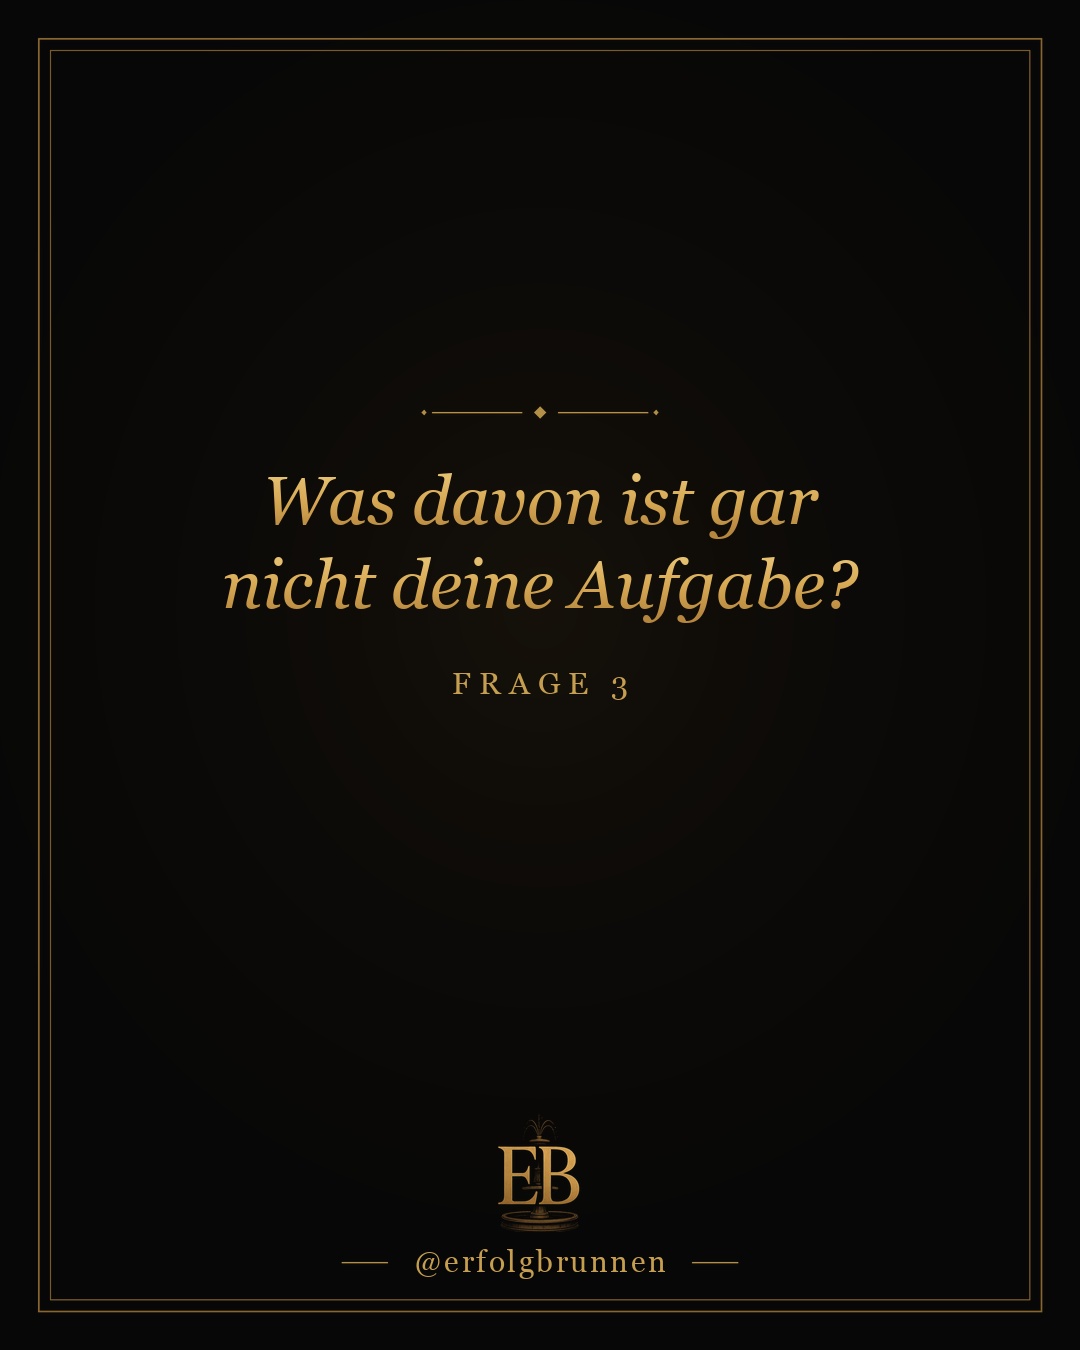 Was davon ist gar
nicht deine Aufgabe?
FRAGE 3
EB
@erfolgbrunnen